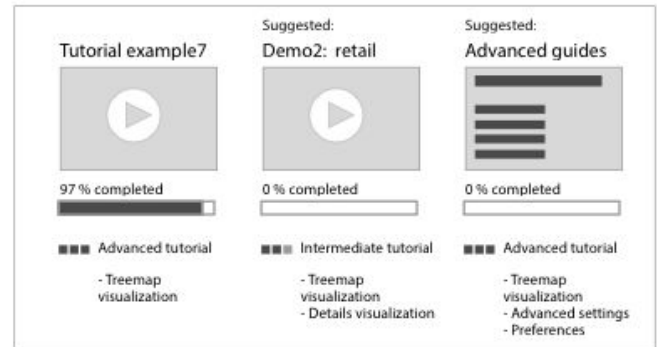 Tutorial example7
97 % completed
Advanced tutorial
- Treemap
visualization
Suggested:
Demo2: retail
0 % completed
Intermediate tutorial
- Treemap
visualization
- Details visualization
Suggested:
Advanced guides
0 % completed
Advanced tutorial
- Treemap
visualization
- Advanced settings
- Preferences